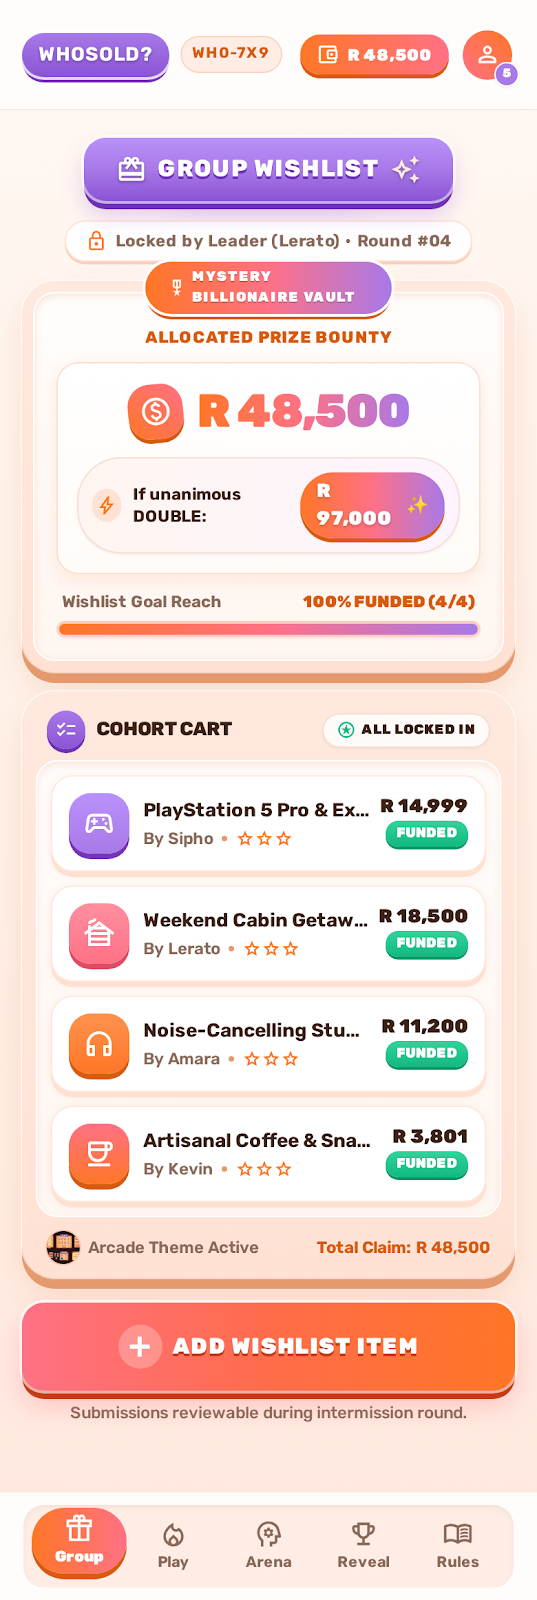 WHOSOLD?
WHO-7X9
R 48,500
5
GROUP WISHLIST
Locked by Leader (Lerato) • Round #04
MYSTERY
BILLIONAIRE VAULT
ALLOCATED PRIZE BOUNTY
R 48,500
If unanimous
DOUBLE:
R
97,000
Wishlist Goal Reach
100% FUNDED (4/4)
COHORT CART
ALL LOCKED IN
PlayStation 5 Pro & Ex...
R 14,999
By Sipho •
FUNDED
Weekend Cabin Getaw...
R 18,500
By Lerato •
FUNDED
Noise-Cancelling Stu...
R 11,200
By Amara •
FUNDED
Artisanal Coffee & Sna...
R 3,801
By Kevin •
FUNDED
Arcade Theme Active
Total Claim: R 48,500
ADD WISHLIST ITEM
Submissions reviewable during intermission round.
Group
Play
Arena
Reveal
Rules